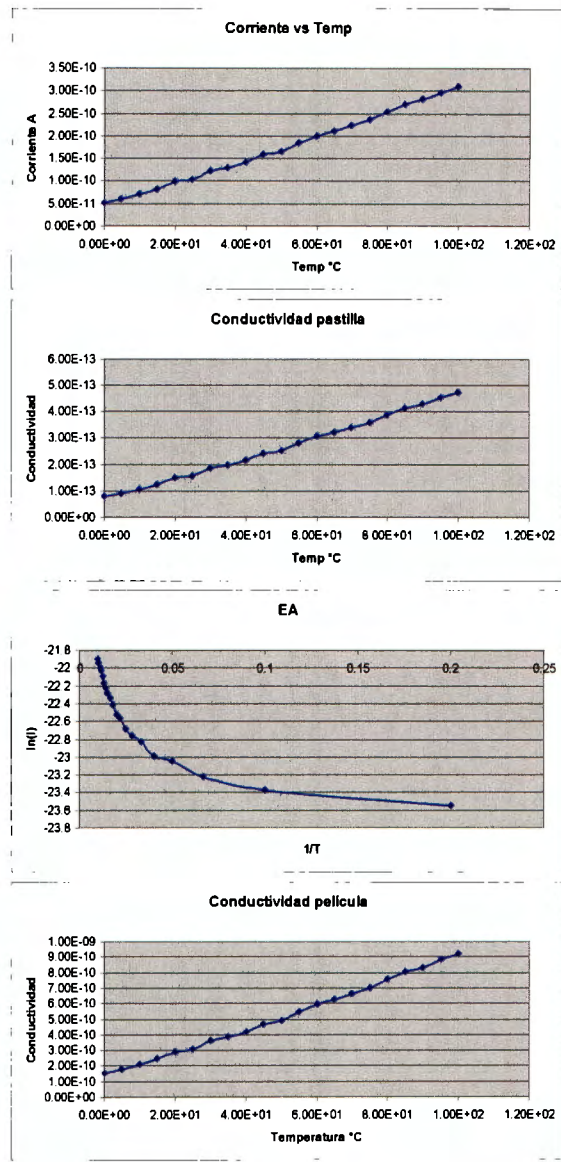 Corriente vs Temp
3.50E-10
3.00E-10
2.50E-10
2.00E-10
1.50E-10
1.00E-10
5.00E-11
0.00E+00
Corriente A
0.00E+00 2.00E+01 4.00E+01 6.00E+01 8.00E+01 1.00E+02 1.20E+02
Temp °C
Conductividad pastilla
6.00E-13
5.00E-13
4.00E-13
3.00E-13
2.00E-13
1.00E-13
0.00E+00
Conductividad
0.00E+00 2.00E+01 4.00E+01 6.00E+01 8.00E+01 1.00E+02 1.20E+02
Temp °C
EA
-21.8
-22
-22.2
-22.4
-22.6
-22.8
-23
-23.2
-23.4
-23.6
-23.8
ln(I)
0 0.05 0.1 0.15 0.2 0.25
1/T
Conductividad película
1.00E-09
9.00E-10
8.00E-10
7.00E-10
6.00E-10
5.00E-10
4.00E-10
3.00E-10
2.00E-10
1.00E-10
0.00E+00
Conductividad
0.00E+00 2.00E+01 4.00E+01 6.00E+01 8.00E+01 1.00E+02 1.20E+02
Temperatura °C